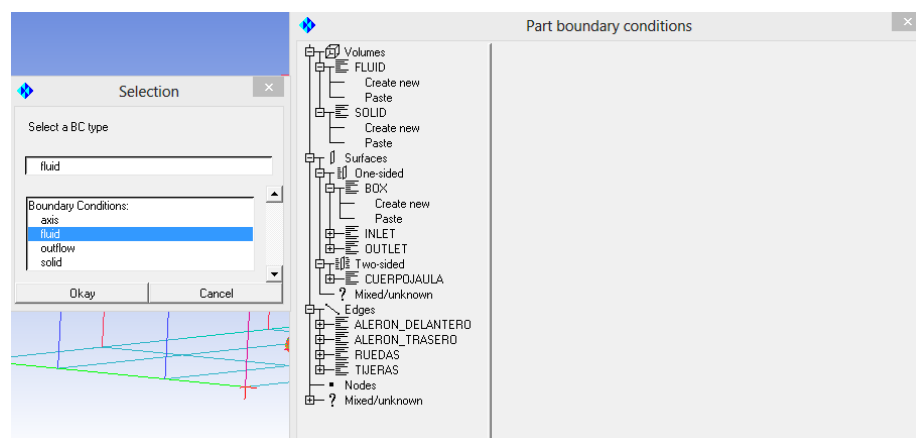 Selection
Select a BC type
fluid
Boundary Conditions:
axis
fluid
outflow
solid
Okay
Cancel
Part boundary conditions
Volumes
FLUID
Create new
Paste
SOLID
Create new
Paste
Surfaces
One-sided
BOX
Create new
Paste
INLET
OUTLET
Two-sided
CUERPOJAULA
? Mixed/unknown
Edges
ALERON_DELANTERO
ALERON_TRASERO
RUEDAS
TIJERAS
Nodes
? Mixed/unknown